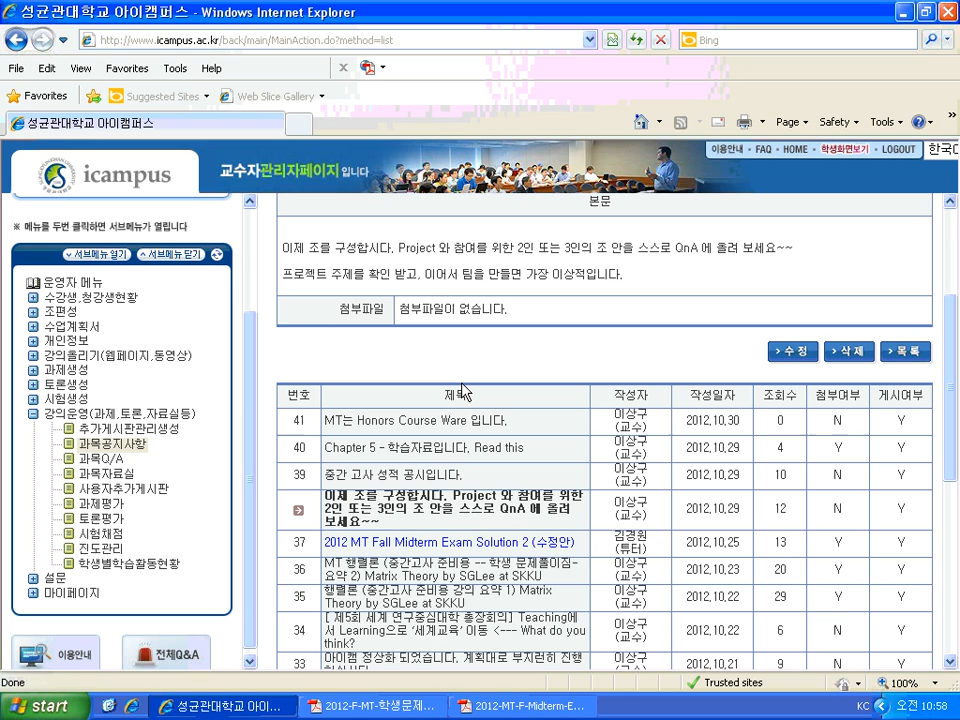 성균관대학교 아이캠퍼스 - Windows Internet Explorer
http://www.icampus.ac.kr/back/main/MainAction.do?method=list
Bing
File Edit View Favorites Tools Help
Favorites Suggested Sites Web Slice Gallery
성균관대학교 아이캠퍼스
Page Safety Tools
icampus
교수자관리자페이지 입니다
이용안내 FAQ HOME 학생화면보기 LOGOUT
※ 메뉴를 두번 클릭하면 서브메뉴가 열립니다
서브메뉴 열기 서브메뉴 닫기
운영자 메뉴
수강생,청강생현황
조편성
수업계획서
개인정보
강의올리기(웹페이지,동영상)
과제생성
토론생성
시험생성
강의운영(과제,토론,자료실등)
추가게시판관리생성
과목공지사항
과목Q/A
과목자료실
사용자추가게시판
과제평가
토론평가
시험채점
진도관리
학생별학습활동현황
설문
마이페이지
이용안내 전체Q&A
본문
이제 조를 구성합시다. Project 와 참여를 위한 2인 또는 3인의 조 안을 스스로 QnA 에 올려 보세요~~
프로젝트 주제를 확인 받고, 이어서 팀을 만들면 가장 이상적입니다.
첨부파일 첨부파일이 없습니다.
수정 삭제 목록
번호 제목 작성자 작성일자 조회수 첨부여부 게시여부
41 MT는 Honors Course Ware 입니다. 이상구 (교수) 2012.10.30 0 N Y
40 Chapter 5 - 학습자료입니다. Read this 이상구 (교수) 2012.10.29 4 Y Y
39 중간 고사 성적 공시입니다. 이상구 (교수) 2012.10.29 10 N Y
이제 조를 구성합시다. Project 와 참여를 위한
2인 또는 3인의 조 안을 스스로 QnA 에 올려
보세요~~ 이상구 (교수) 2012.10.29 12 N Y
37 2012 MT Fall Midterm Exam Solution 2 (수정안) 김경원 (튜터) 2012.10.25 13 Y Y
36 MT 행렬론 (중간고사 준비용 -- 학생 문제풀이집-
요약 2) Matrix Theory by SGLee at SKKU 이상구 (교수) 2012.10.23 20 Y Y
35 행렬론 (중간고사 준비용 강의 요약 1) Matrix
Theory by SGLee at SKKU 이상구 (교수) 2012.10.22 29 Y Y
34 [ 제5회 세계 연구중심대학 총장회의] Teaching에
서 Learning으로 '세계교육' 이동 <--- What do you
think? 이상구 (교수) 2012.10.22 6 N Y
33 아이캠 정상화 되었습니다. 계획대로 부지런히 진행 이상구 2012.10.21 9 N Y
Done Trusted sites 100%
start 성균관대학교 아이... 2012-F-MT-학생문제... 2012-MT-F-Midterm-E... KC 오전 10:58